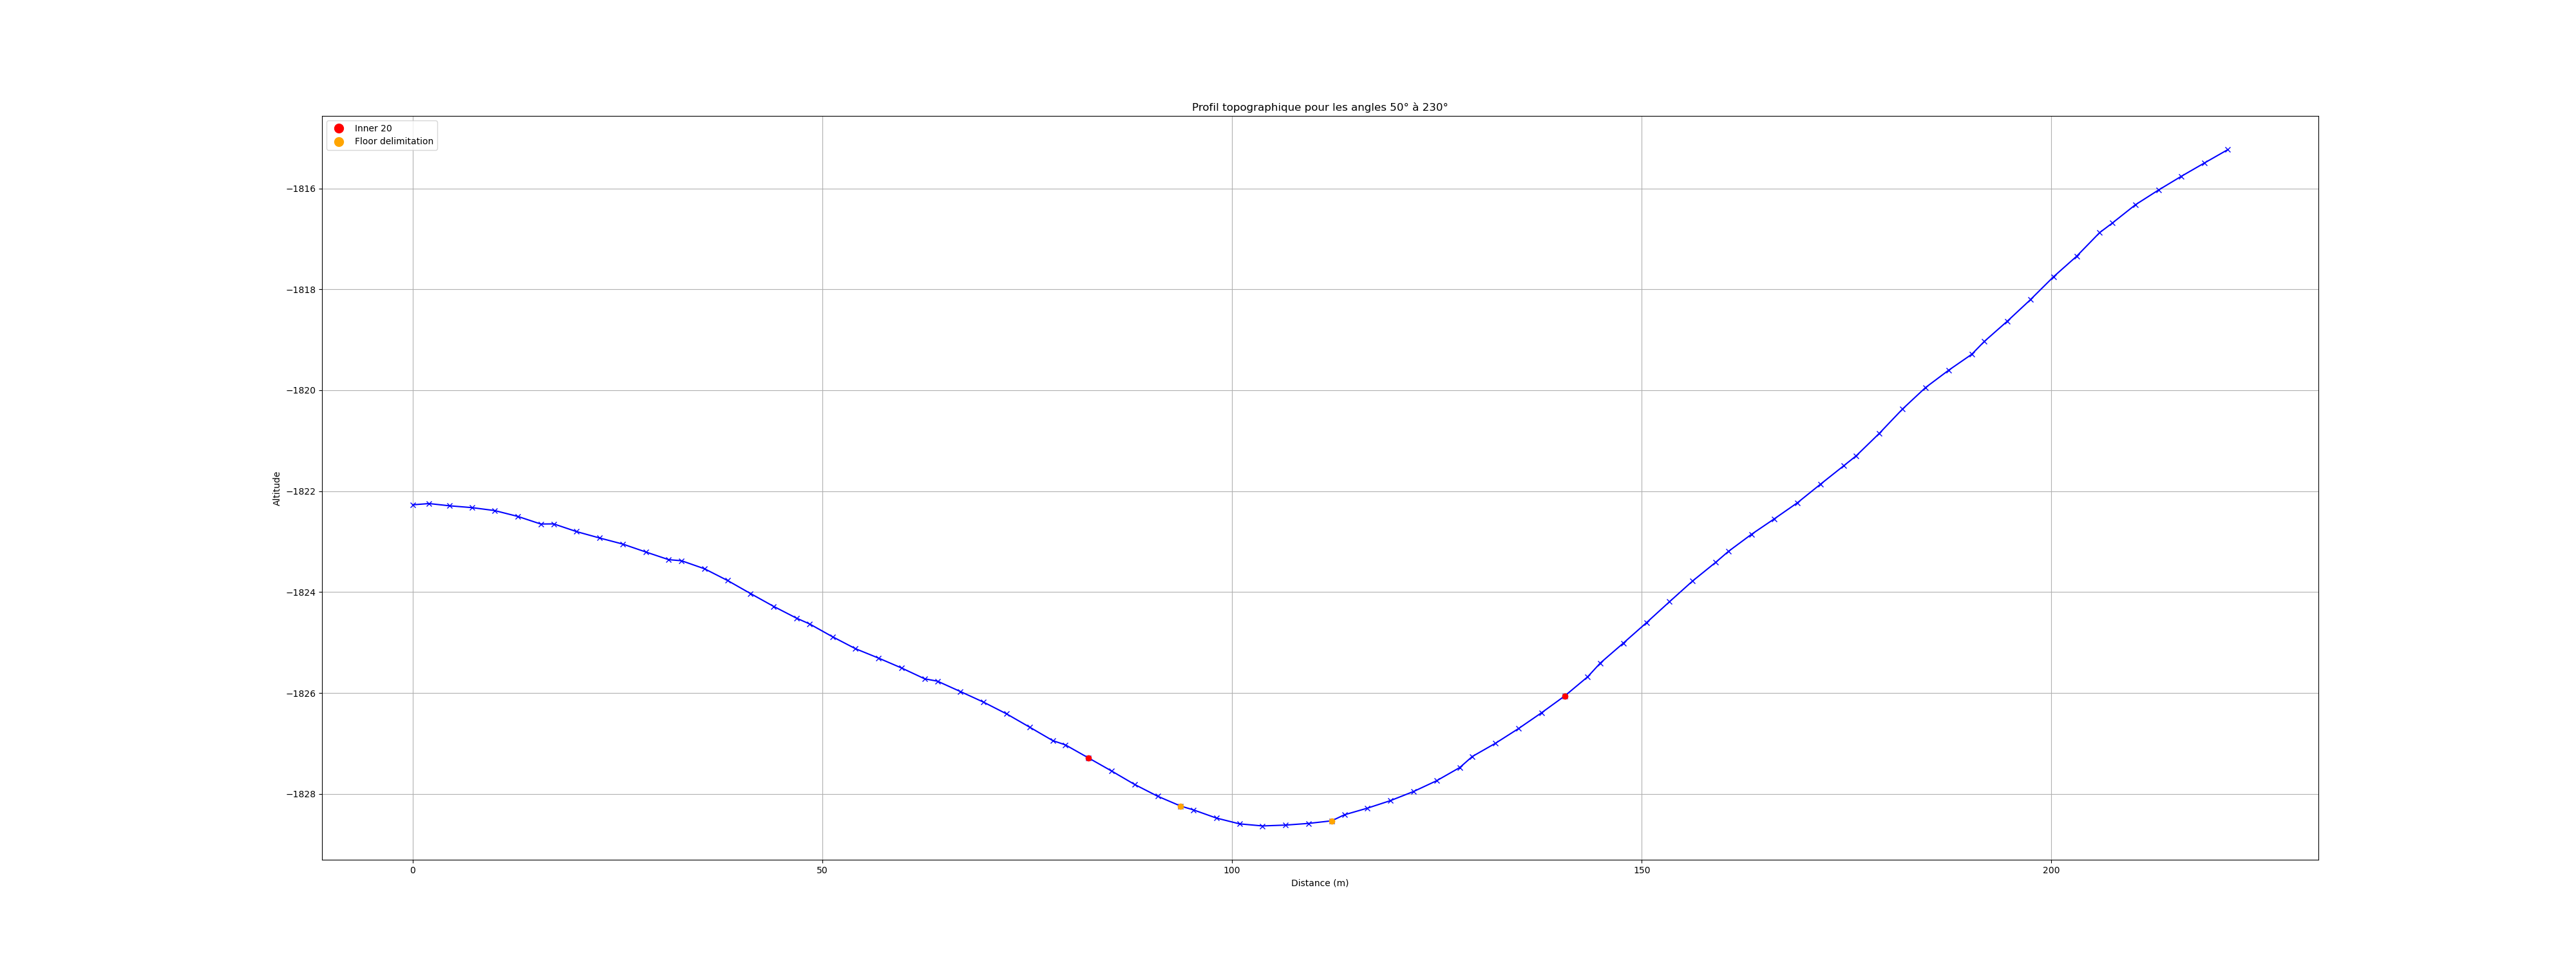 Profil topographique pour les angles 50° à 230°
Inner 20
Floor delimitation
−1816
−1818
−1820
−1822
−1824
−1826
−1828
Altitude
0 50 100 150 200
Distance (m)